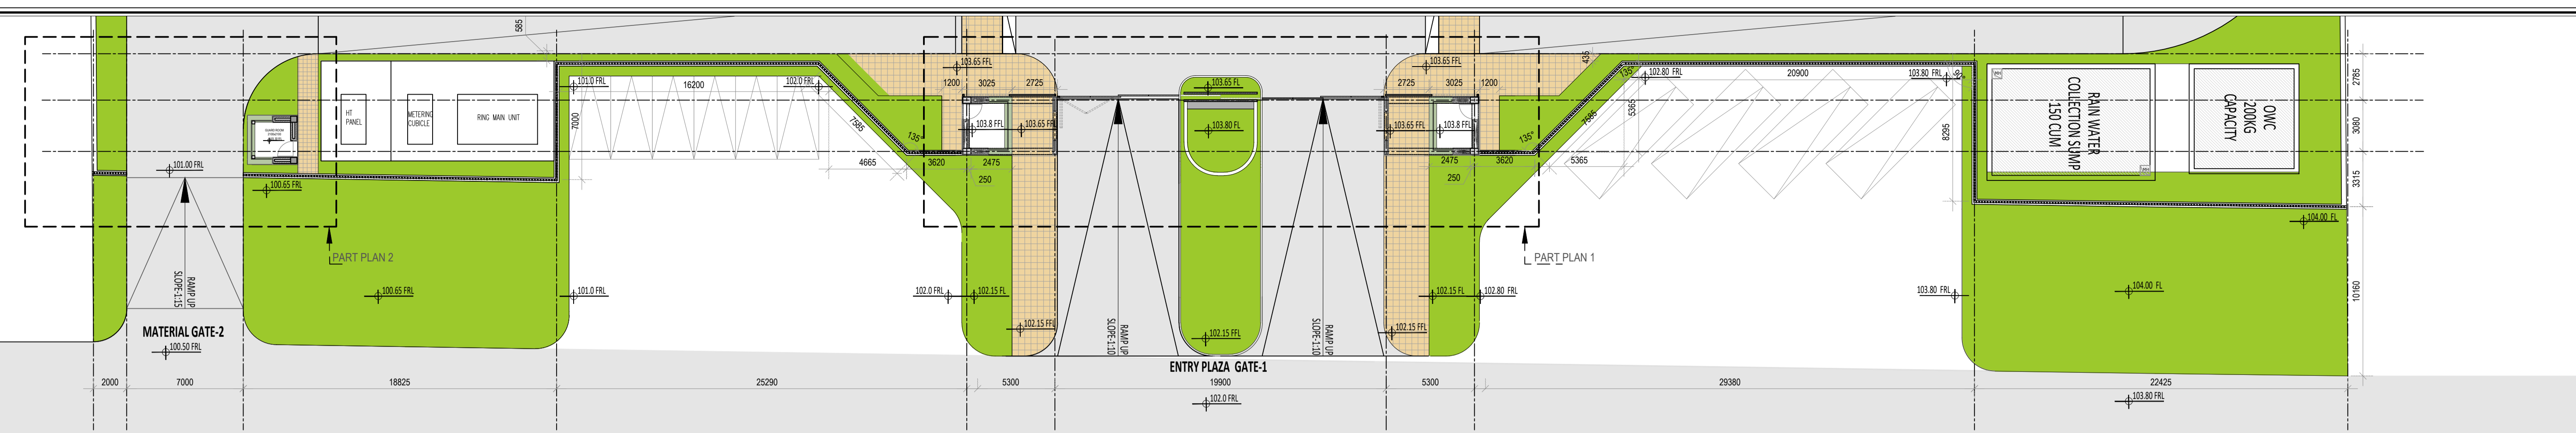 585
103.65 FFL
1200
3025
2725
103.65 FL
103.65 FFL
2725
3025
1200
435
135°
102.80 FRL
20900
103.80 FRL
90°
2785
101.0 FRL
16200
102.0 FRL
HT
PANEL
METERING
CUBICLE
RING MAIN UNIT
7000
7585
135°
103.8 FFL
103.65 FFL
103.80 FL
103.65 FFL
103.8 FFL
135°
7585
5365
8295
RAIN WATER
COLLECTION SUMP
150 CUM
OWC
200KG
CAPACITY
3080
GUARD ROOM
101.00 FRL
100.65 FRL
4665
3620
2475
250
2475
3620
250
5365
3315
104.00 FL
PART PLAN 2
PART PLAN 1
RAMP UP
SLOPE-1:15
100.65 FRL
101.0 FRL
102.0 FRL
102.15 FL
102.15 FL
102.80 FRL
103.80 FRL
104.00 FL
10160
MATERIAL GATE-2
100.50 FRL
102.15 FFL
RAMP UP
SLOPE-1:10
102.15 FFL
RAMP UP
SLOPE-1:10
102.15 FFL
ENTRY PLAZA GATE-1
2000
7000
18825
25290
5300
19900
5300
29380
22425
102.0 FRL
103.80 FRL